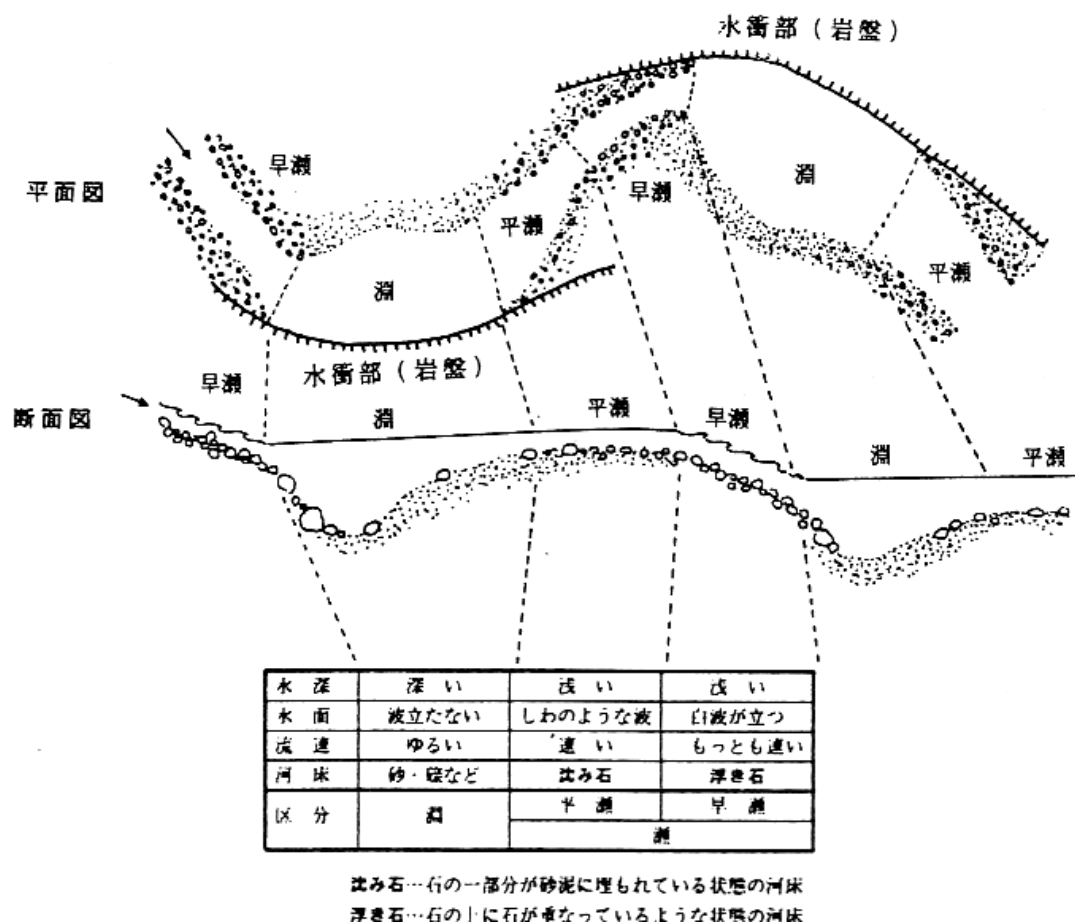 水衝部(岩盤)
早瀬
平面図
淵
早瀬
平瀬
淵
平瀬
水衝部(岩盤)
早瀬
断面図
淵
平瀬
早瀬
淵
平瀬
水深 深い 浅い 浅い
水面 波立たない しわのような波 白波が立つ
流速 ゆるい 速い もっとも速い
河床 砂・礫など 沈み石 浮き石
区分 淵 平瀬 早瀬
瀬
沈み石…石の一部分が砂泥に埋もれている状態の河床
浮き石…石の上に石が重なっているような状態の河床